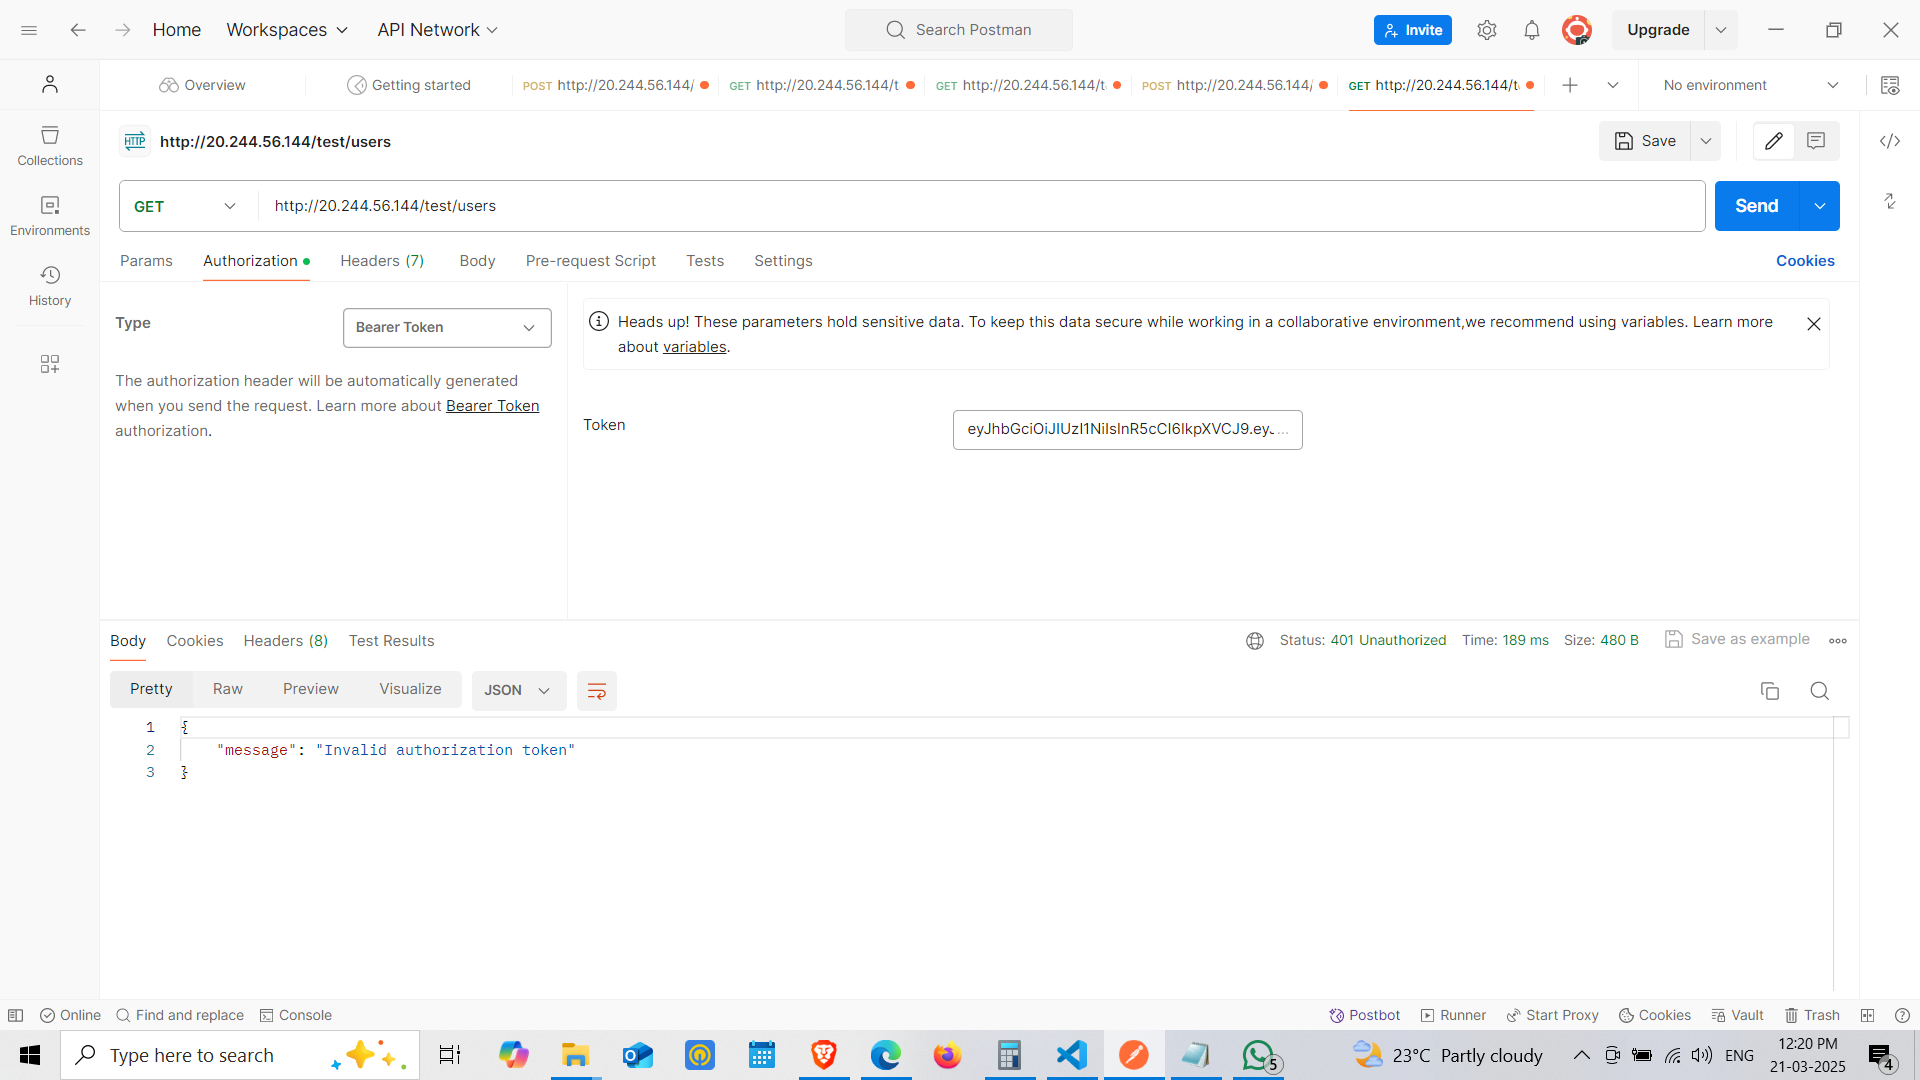 Home
Workspaces
API Network
Search Postman
Invite
Upgrade
Overview
Getting started
POST http://20.244.56.144/
GET http://20.244.56.144/t
GET http://20.244.56.144/t
POST http://20.244.56.144/
GET http://20.244.56.144/t
No environment
Collections
Environments
History
HTTP
http://20.244.56.144/test/users
Save
GET
http://20.244.56.144/test/users
Send
Params
Authorization
Headers (7)
Body
Pre-request Script
Tests
Settings
Cookies
Type
Bearer Token
The authorization header will be automatically generated
when you send the request. Learn more about Bearer Token
authorization.
Heads up! These parameters hold sensitive data. To keep this data secure while working in a collaborative environment,we recommend using variables. Learn more
about variables.
Token
Body
Cookies
Headers (8)
Test Results
Status: 401 Unauthorized
Time: 189 ms
Size: 480 B
Save as example
Pretty
Raw
Preview
Visualize
JSON
1 {
2 "message": "Invalid authorization token"
3 }
Online
Find and replace
Console
Postbot
Runner
Start Proxy
Cookies
Vault
Trash
Type here to search
5
23°C Partly cloudy
ENG
12:20 PM
21-03-2025
4